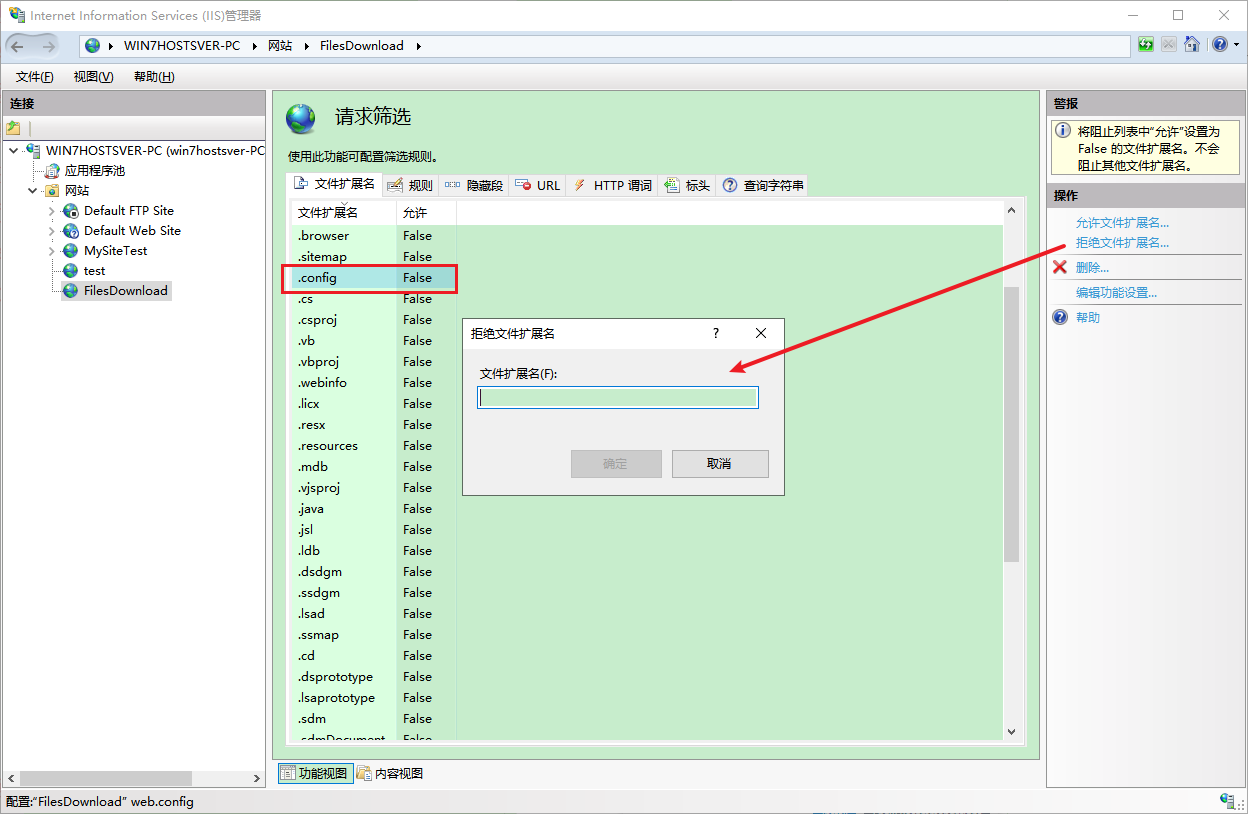 Internet Information Services (IIS)管理器
WIN7HOSTSVER-PC 网站 FilesDownload
文件(F) 视图(V) 帮助(H)
连接
WIN7HOSTSVER-PC (win7hostsver-PC
应用程序池
网站
Default FTP Site
Default Web Site
MySiteTest
test
FilesDownload
请求筛选
使用此功能可配置筛选规则。
文件扩展名 规则 隐藏段 URL HTTP 谓词 标头 查询字符串
文件扩展名 允许
.browser False
.sitemap False
.config False
.cs False
.csproj False
.vb False
.vbproj False
.webinfo False
.licx False
.resx False
.resources False
.mdb False
.vjsproj False
.java False
.jsl False
.ldb False
.dsdgm False
.ssdgm False
.lsad False
.ssmap False
.cd False
.dsprototype False
.lsaprototype False
.sdm False
.sdmDocument False
拒绝文件扩展名 ?
文件扩展名(F):
确定 取消
功能视图 内容视图
警报
将阻止列表中“允许”设置为
False 的文件扩展名。不会
阻止其他文件扩展名。
操作
允许文件扩展名...
拒绝文件扩展名...
删除...
编辑功能设置...
帮助
配置:“FilesDownload” web.config